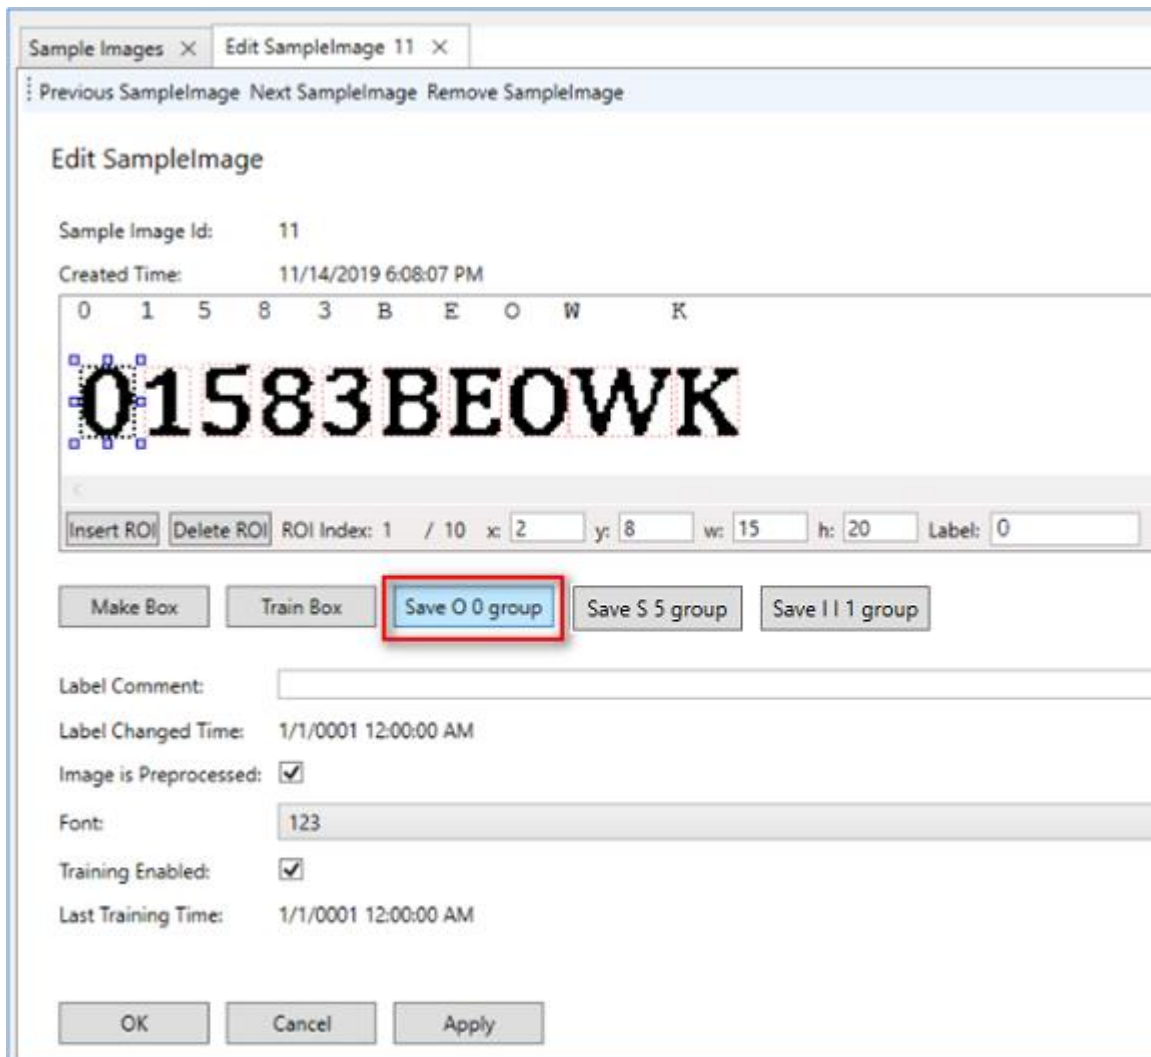 Sample Images ×  Edit SampleImage 11 ×
Previous SampleImage Next SampleImage Remove SampleImage
Edit SampleImage
Sample Image Id: 11
Created Time: 11/14/2019 6:08:07 PM
0 1 5 8 3 B E O W K
01583BEOWK
Insert ROI Delete ROI ROI Index: 1 / 10 x: 2 y: 8 w: 15 h: 20 Label: 0
Make Box Train Box Save O 0 group Save S 5 group Save I l 1 group
Label Comment:
Label Changed Time: 1/1/0001 12:00:00 AM
Image is Preprocessed:
Font: 123
Training Enabled:
Last Training Time: 1/1/0001 12:00:00 AM
OK Cancel Apply